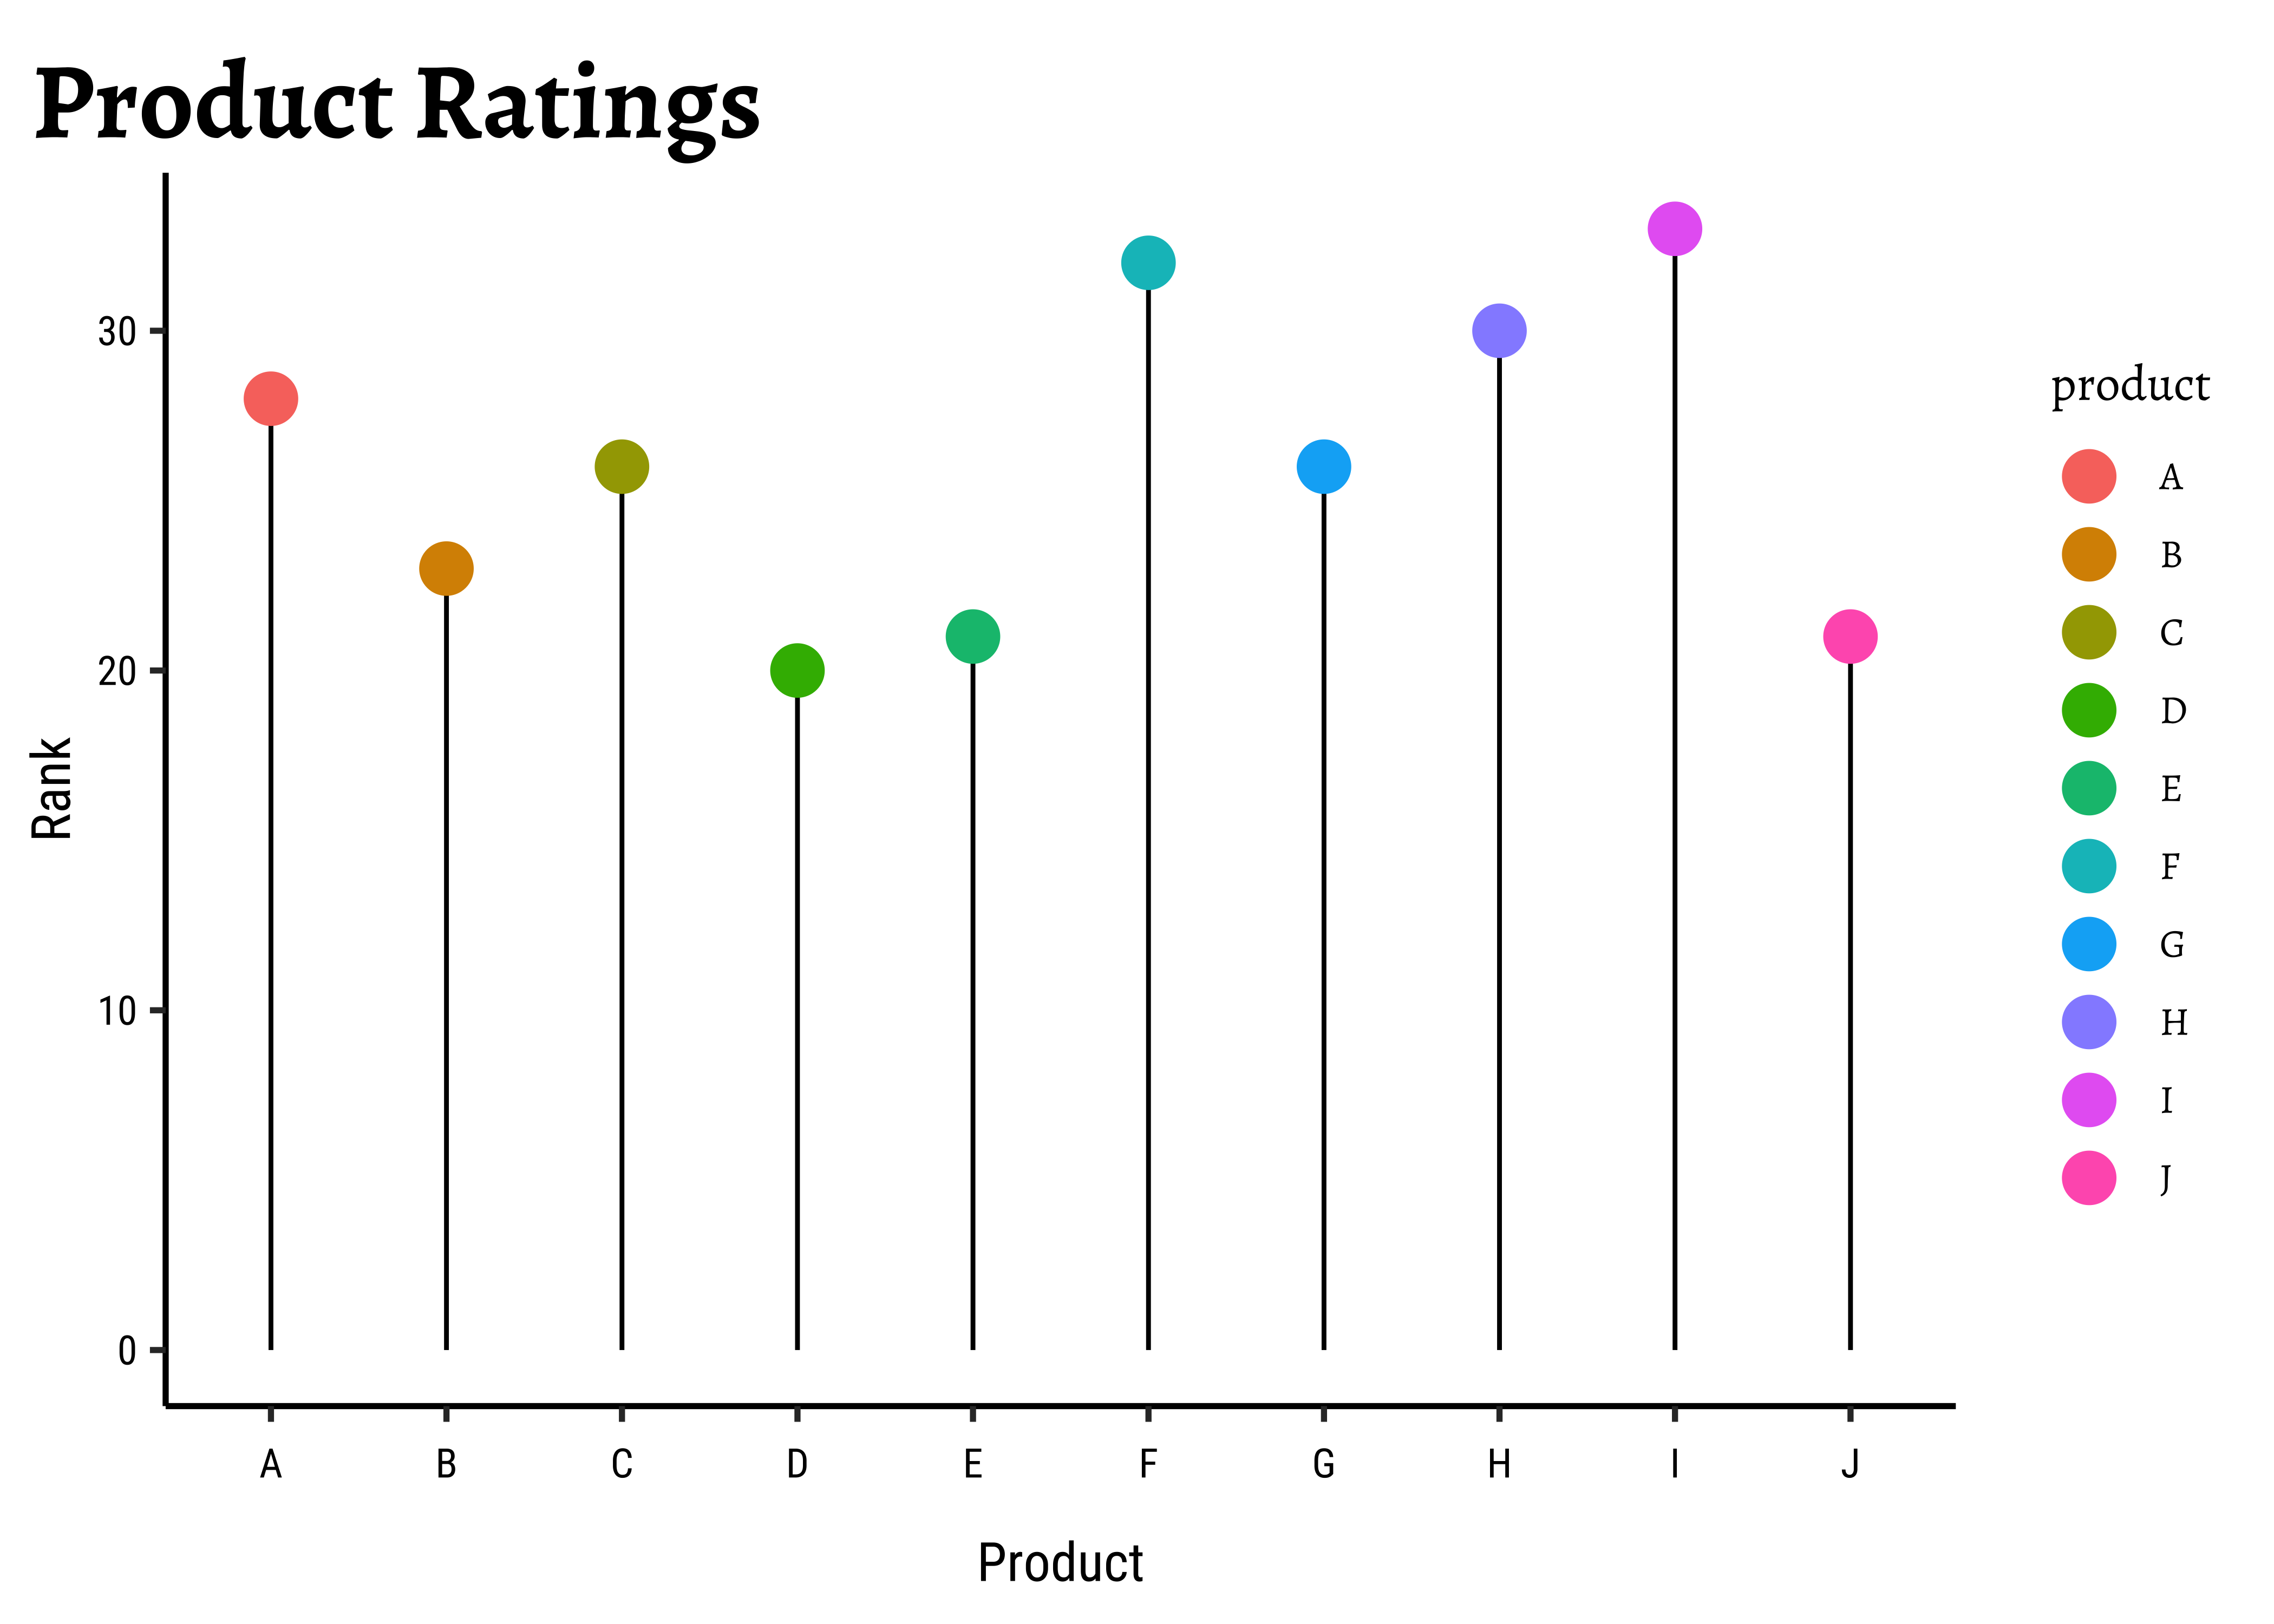 Product Ratings
30
20
10
0
Rank
A B C D E F G H I J
Product
product
A
B
C
D
E
F
G
H
I
J